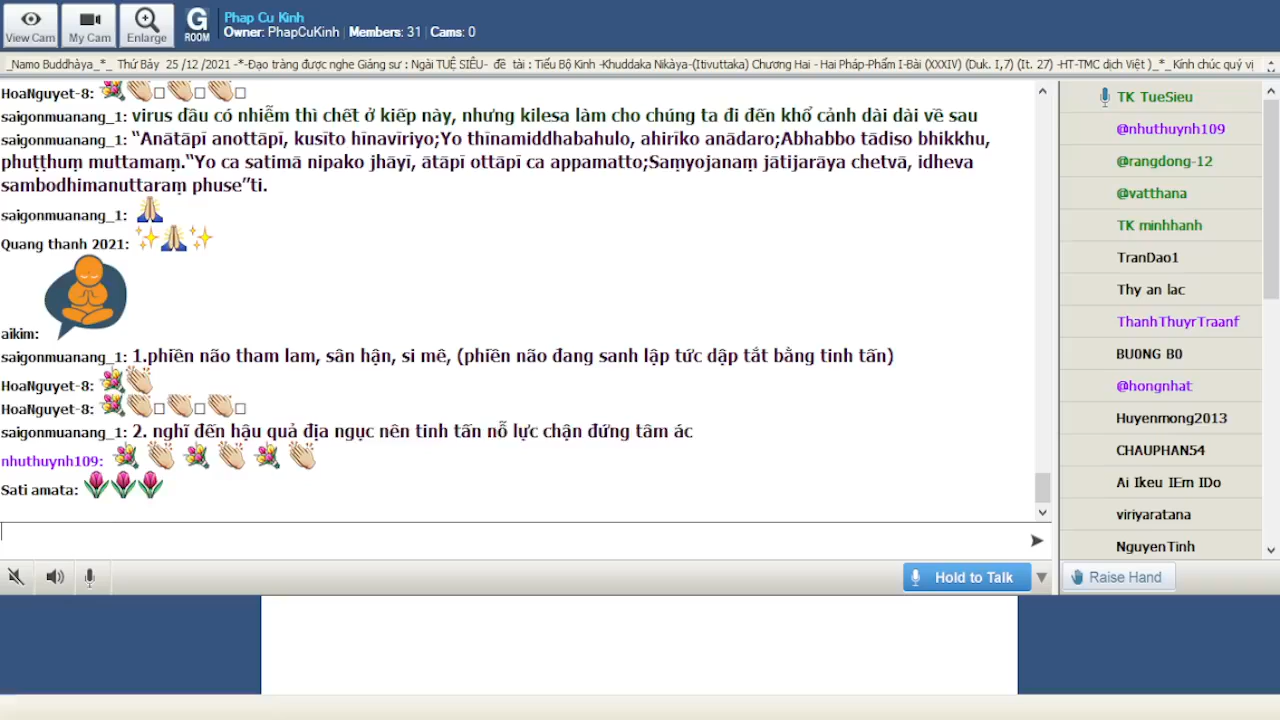 View Cam
My Cam
Enlarge
G
ROOM
Phap Cu Kinh
Owner: PhapCuKinh | Members: 31 | Cams: 0
_Namo Buddhàya_*_ Thứ Bảy 25 /12 /2021 -*-Đạo tràng được nghe Giảng sư : Ngài TUỆ SIÊU- đề tài : Tiểu Bộ Kinh -Khuddaka Nikàya-(Itivuttaka) Chương Hai - Hai Pháp-Phẩm I-Bài (XXXIV) (Duk. I,7) (It. 27) -HT-TMC dịch Việt )_*_ Kính chúc quý vị
HoaNguyet-8:
saigonmuanang_1: virus dầu có nhiễm thì chết ở kiếp này, nhưng kilesa làm cho chúng ta đi đến khổ cảnh dài dài về sau
saigonmuanang_1: “Anātāpī anottāpī, kusīto hīnavīriyo;Yo thīnamiddhabahulo, ahirīko anādaro;Abhabbo tādiso bhikkhu,
phuṭṭhuṃ muttamaṃ.“Yo ca satimā nipako jhāyī, ātāpī ottāpī ca appamatto;Saṃyojanaṃ jātijarāya chetvā, idheva
sambodhimanuttaraṃ phuse”ti.
saigonmuanang_1:
Quang thanh 2021:
aikim:
saigonmuanang_1: 1.phiền não tham lam, sân hận, si mê, (phiền não đang sanh lập tức dập tắt bằng tinh tấn)
HoaNguyet-8:
HoaNguyet-8:
saigonmuanang_1: 2. nghĩ đến hậu quả địa ngục nên tinh tấn nỗ lực chận đứng tâm ác
nhuthuynh109:
Sati amata:
Hold to Talk
TK TueSieu
@nhuthuynh109
@rangdong-12
@vatthana
TK minhhanh
TranDao1
Thy an lac
ThanhThuyrTraanf
BU0NG B0
@hongnhat
Huyenmong2013
CHAUPHAN54
Ai Ikeu IEm IDo
viriyaratana
NguyenTinh
Raise Hand